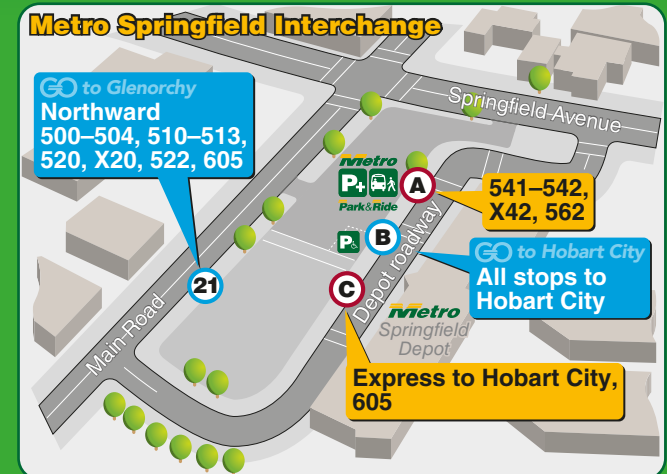 Metro Springfield Interchange
GO to Glenorchy
Northward
500–504, 510–513,
520, X20, 522, 605
Springfield Avenue
Metro
P+
Park&Ride
A
541–542,
X42, 562
P
B
GO to Hobart City
All stops to
Hobart City
21
C
Depot roadway
Main Road
Metro
Springfield
Depot
Express to Hobart City,
605